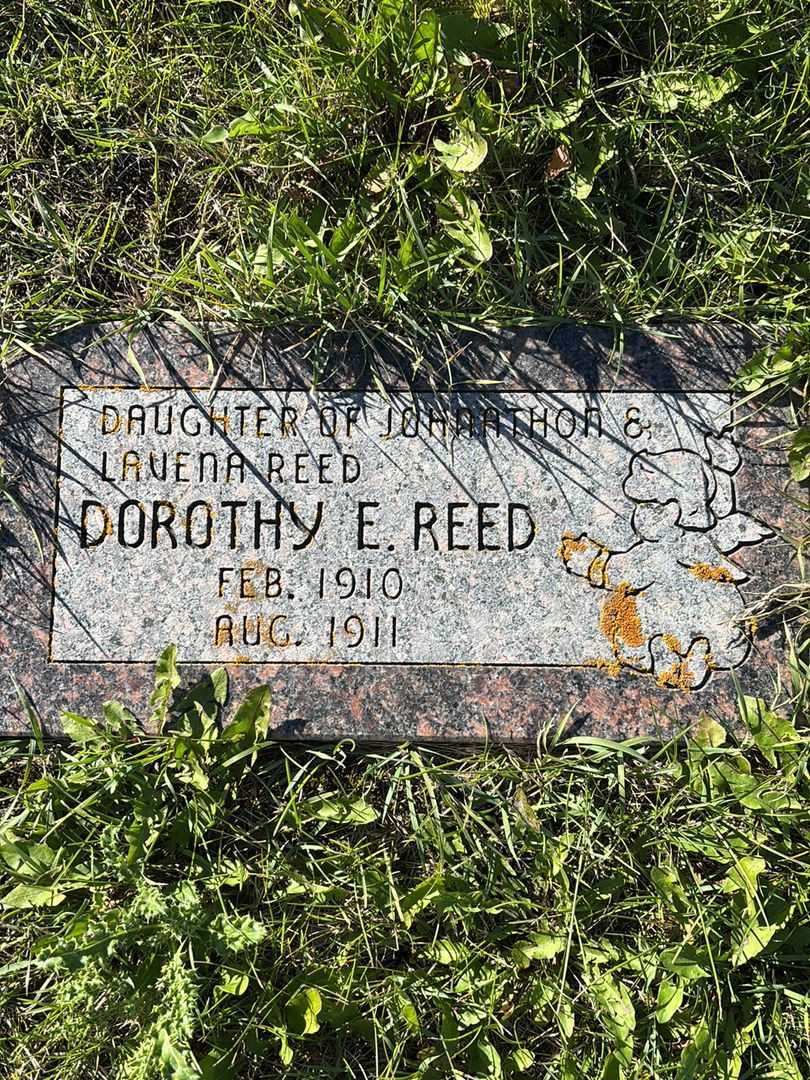 DAUGHTER OF JOHNATHON &
LAVENA REED
DOROTHY E. REED
FEB. 1910
AUG. 1911